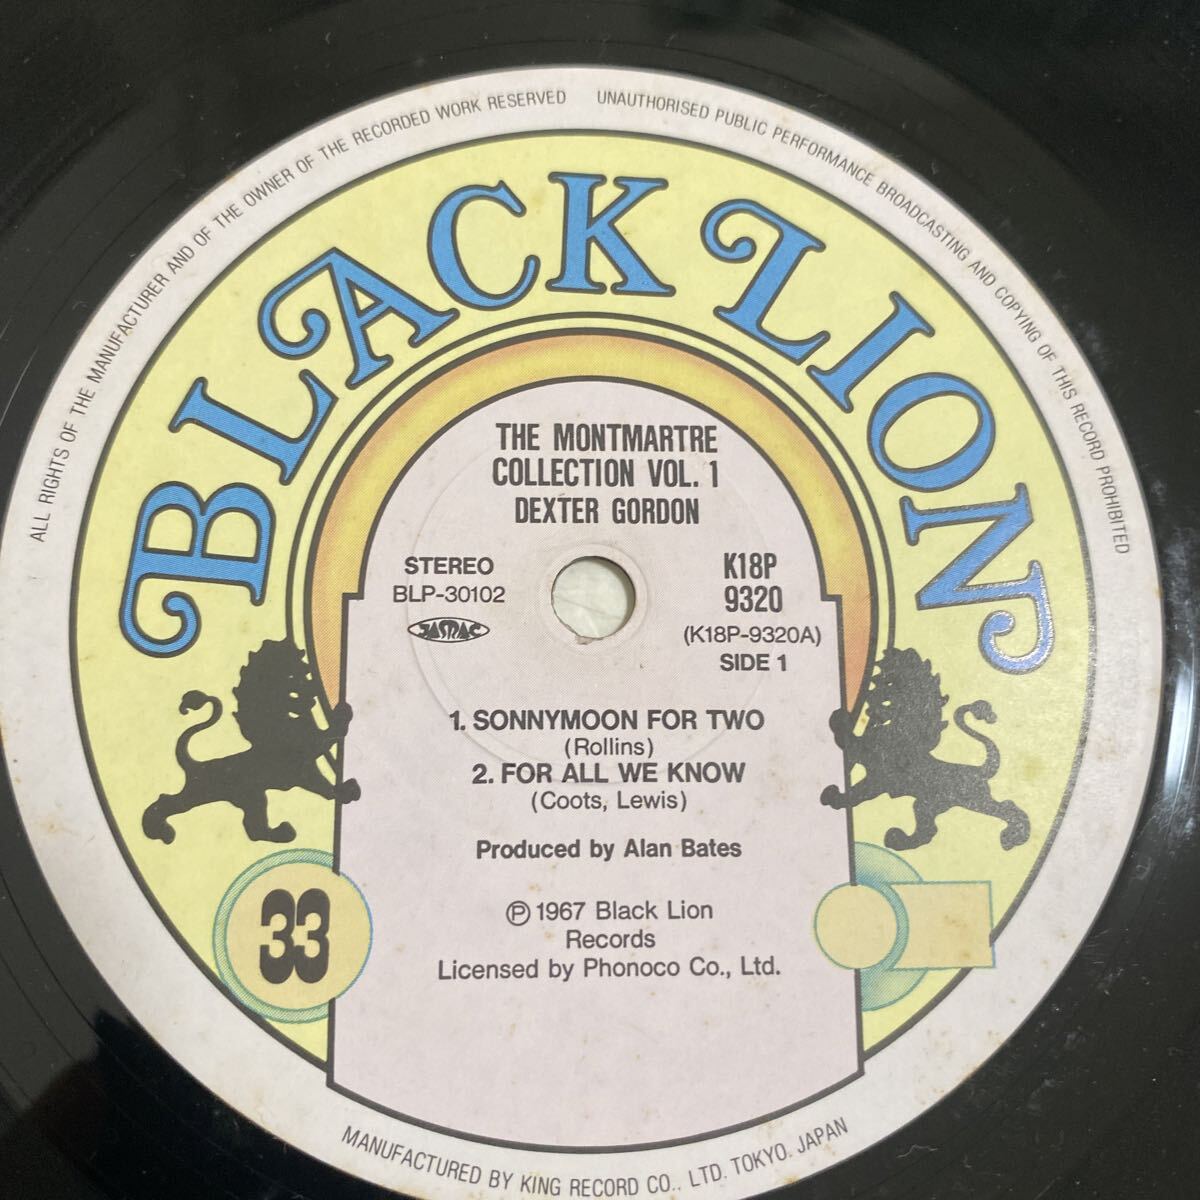 ALL RIGHTS OF THE MANUFACTURER AND OF THE OWNER OF THE RECORDED WORK RESERVED
UNAUTHORISED PUBLIC PERFORMANCE BROADCASTING AND COPYING OF THIS RECORD PROHIBITED
BLACK LION
THE MONTMARTRE
COLLECTION VOL. 1
DEXTER GORDON
STEREO
BLP-30102
JASRAC
K18P
9320
(K18P-9320A)
SIDE 1
1. SONNYMOON FOR TWO
(Rollins)
2. FOR ALL WE KNOW
(Coots, Lewis)
Produced by Alan Bates
33
℗ 1967 Black Lion
Records
Licensed by Phonoco Co., Ltd.
MANUFACTURED BY KING RECORD CO., LTD. TOKYO. JAPAN